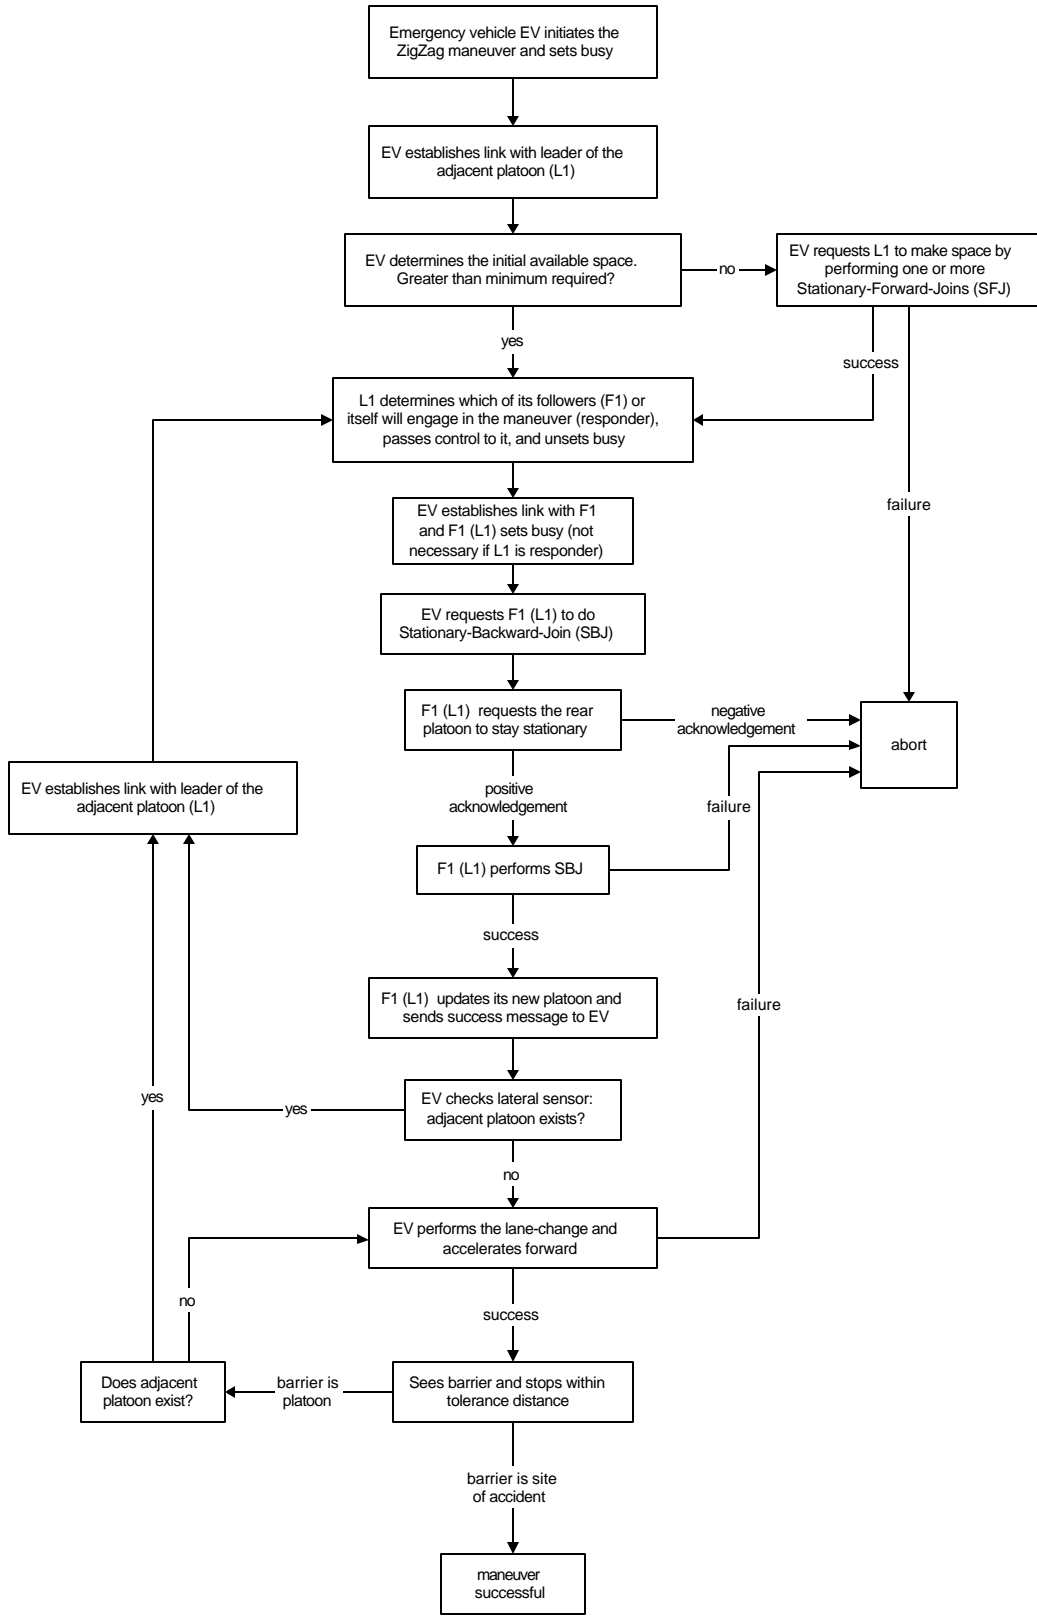 Emergency vehicle EV initiates the
ZigZag maneuver and sets busy
EV establishes link with leader of the
adjacent platoon (L1)
EV determines the initial available space.
Greater than minimum required?
no
EV requests L1 to make space by
performing one or more
Stationary-Forward-Joins (SFJ)
yes
success
L1 determines which of its followers (F1) or
itself will engage in the maneuver (responder),
passes control to it, and unsets busy
failure
EV establishes link with F1
and F1 (L1) sets busy (not
necessary if L1 is responder)
EV requests F1 (L1) to do
Stationary-Backward-Join (SBJ)
F1 (L1) requests the rear
platoon to stay stationary
negative
acknowledgement
abort
EV establishes link with leader of the
adjacent platoon (L1)
positive
acknowledgement
failure
F1 (L1) performs SBJ
success
F1 (L1) updates its new platoon and
sends success message to EV
failure
EV checks lateral sensor:
adjacent platoon exists?
yes
yes
no
EV performs the lane-change and
accelerates forward
no
success
Does adjacent
platoon exist?
barrier is
platoon
Sees barrier and stops within
tolerance distance
barrier is site
of accident
maneuver
successful